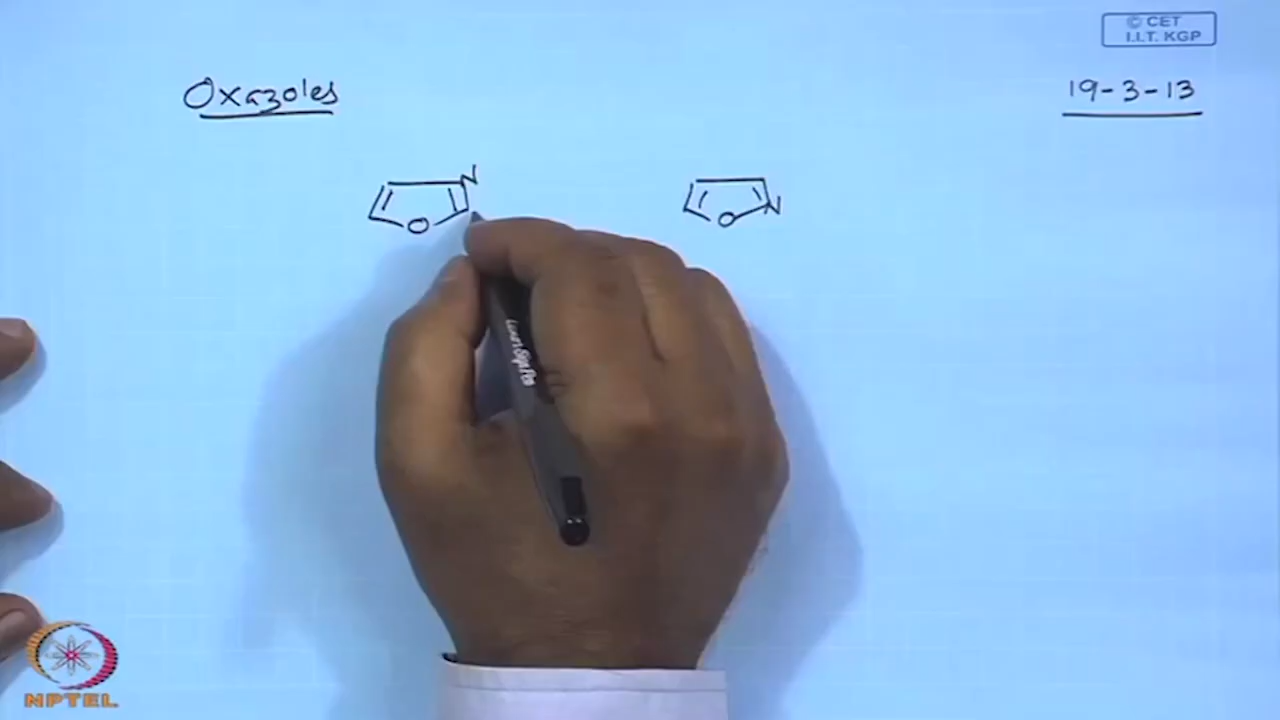 © CET
I.I.T. KGP
Oxazoles
19-3-13
N
O
N
O
NPTEL